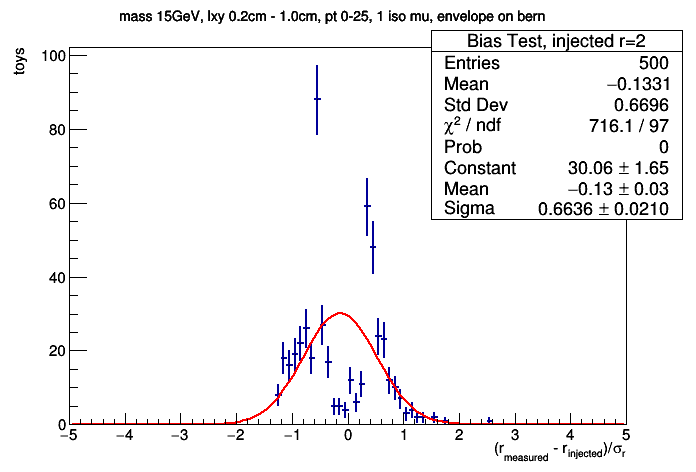 mass 15GeV, lxy 0.2cm - 1.0cm, pt 0-25, 1 iso mu, envelope on bern
Bias Test, injected r=2
Entries 500
Mean −0.1331
Std Dev 0.6696
χ² / ndf 716.1 / 97
Prob 0
Constant 30.06 ± 1.65
Mean −0.13 ± 0.03
Sigma 0.6636 ± 0.0210
toys
100
80
60
40
20
0
−5 −4 −3 −2 −1 0 1 2 3 4 5
(r_measured - r_injected)/σ_r